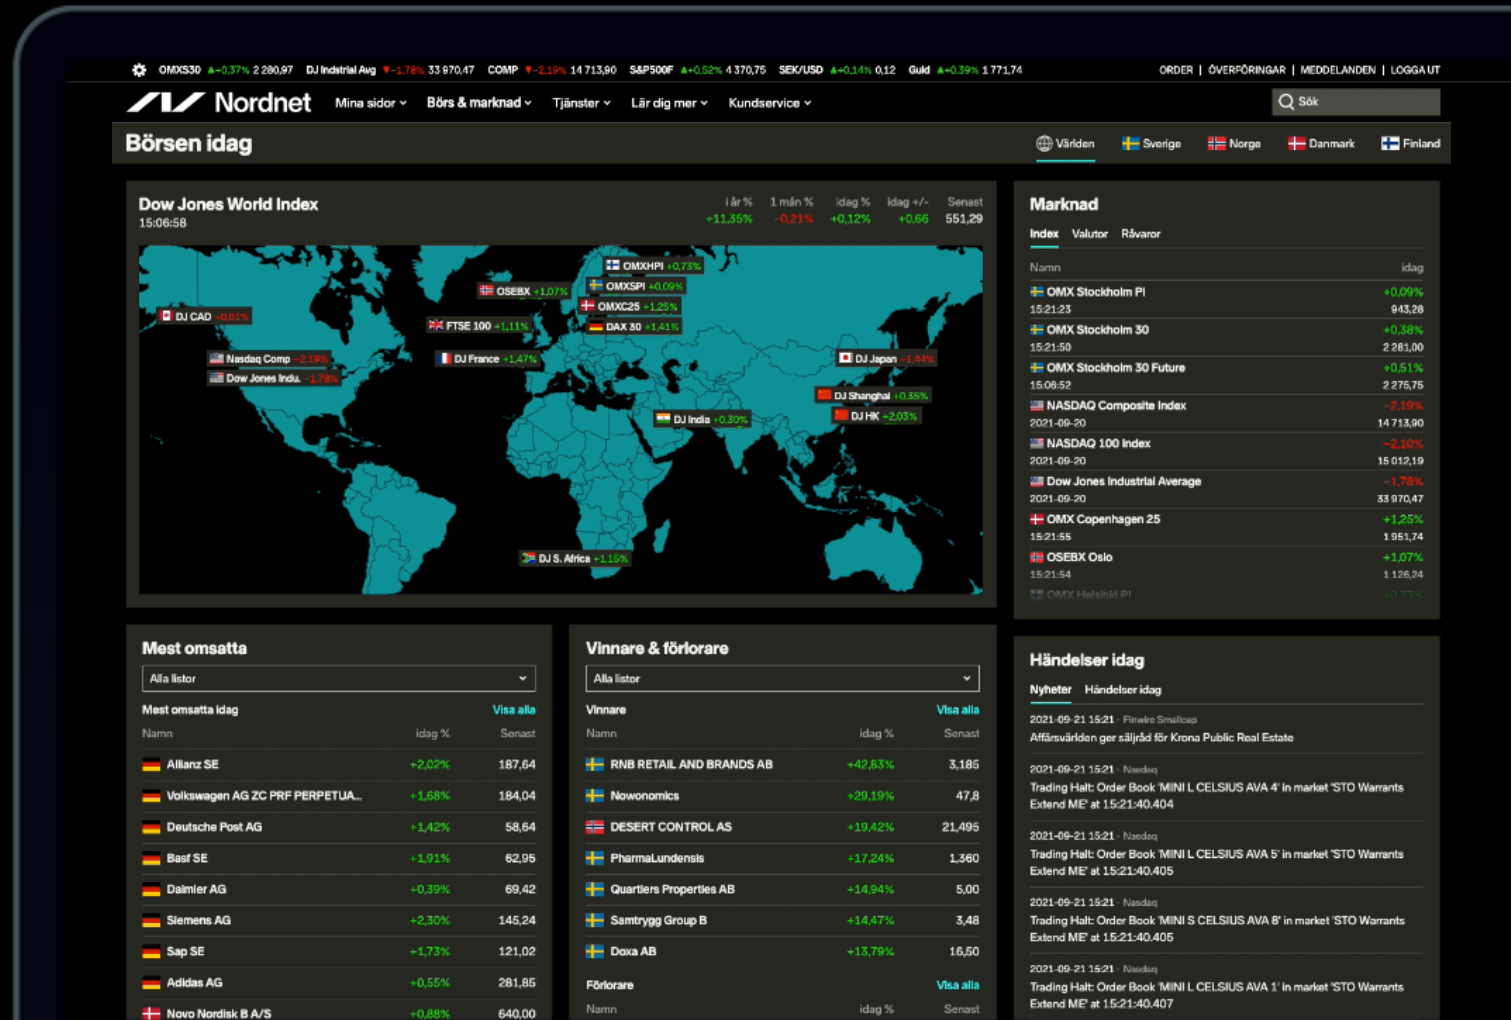 OMXS30 ▲+0,37% 2 280,97 DJ Indstrial Avg ▼-1,78% 33 970,47 COMP ▼-2,19% 14 713,90 S&P500F ▲+0,52% 4 370,75 SEK/USD ▲+0,14% 0,12 Guld ▲+0,39% 1 771,74 ORDER | ÖVERFÖRINGAR | MEDDELANDEN | LOGGA UT
Nordnet Mina sidor Börs & marknad Tjänster Lär dig mer Kundservice Sök
Börsen idag Världen Sverige Norge Danmark Finland
Dow Jones World Index
15:06:58
i år % 1 mån % idag % idag +/- Senast
+11,35% -0,21% +0,12% +0,66 551,29
OMXHPI +0,73%
OMXSPI +0,09%
OSEBX +1,07%
OMXC25 +1,25%
DJ CAD -0,01%
FTSE 100 +1,11%
DAX 30 +1,41%
Nasdaq Comp -2,19%
DJ France +1,47%
DJ Japan -1,44%
Dow Jones Indu. -1,78%
DJ Shanghai +0,35%
DJ India +0,30%
DJ HK +2,03%
DJ S. Africa +1,15%
Marknad
Index Valutor Råvaror
Namn idag
OMX Stockholm PI +0,09%
15:21:23 943,28
OMX Stockholm 30 +0,38%
15:21:50 2 281,00
OMX Stockholm 30 Future +0,51%
15:06:52 2 275,75
NASDAQ Composite Index -2,19%
2021-09-20 14 713,90
NASDAQ 100 Index -2,10%
2021-09-20 15 012,19
Dow Jones Industrial Average -1,78%
2021-09-20 33 970,47
OMX Copenhagen 25 +1,25%
15:21:55 1 951,74
OSEBX Oslo +1,07%
15:21:54 1 126,24
OMX Helsinki PI +0,73%
Mest omsatta
Alla listor
Mest omsatta idag Visa alla
Namn idag % Senast
Allianz SE +2,02% 187,64
Volkswagen AG ZC PRF PERPETUA... +1,68% 184,04
Deutsche Post AG +1,42% 58,64
Basf SE +1,91% 62,95
Daimler AG +0,39% 69,42
Siemens AG +2,30% 145,24
Sap SE +1,73% 121,02
Adidas AG +0,55% 281,85
Novo Nordisk B A/S +0,88% 640,00
Vinnare & förlorare
Alla listor
Vinnare Visa alla
Namn idag % Senast
RNB RETAIL AND BRANDS AB +42,83% 3,185
Nowonomics +29,19% 47,8
DESERT CONTROL AS +19,42% 21,495
PharmaLundensis +17,24% 1,360
Quartiers Properties AB +14,94% 5,00
Samtrygg Group B +14,47% 3,48
Doxa AB +13,79% 16,50
Förlorare Visa alla
Namn idag % Senast
Händelser idag
Nyheter Händelser idag
2021-09-21 15:21 · Finwire Smallcap
Affärsvärlden ger säljråd för Krona Public Real Estate
2021-09-21 15:21 · Nasdaq
Trading Halt: Order Book 'MINI L CELSIUS AVA 4' in market 'STO Warrants
Extend ME' at 15:21:40.404
2021-09-21 15:21 · Nasdaq
Trading Halt: Order Book 'MINI L CELSIUS AVA 5' in market 'STO Warrants
Extend ME' at 15:21:40.405
2021-09-21 15:21 · Nasdaq
Trading Halt: Order Book 'MINI S CELSIUS AVA 8' in market 'STO Warrants
Extend ME' at 15:21:40.405
2021-09-21 15:21 · Nasdaq
Trading Halt: Order Book 'MINI L CELSIUS AVA 1' in market 'STO Warrants
Extend ME' at 15:21:40.407